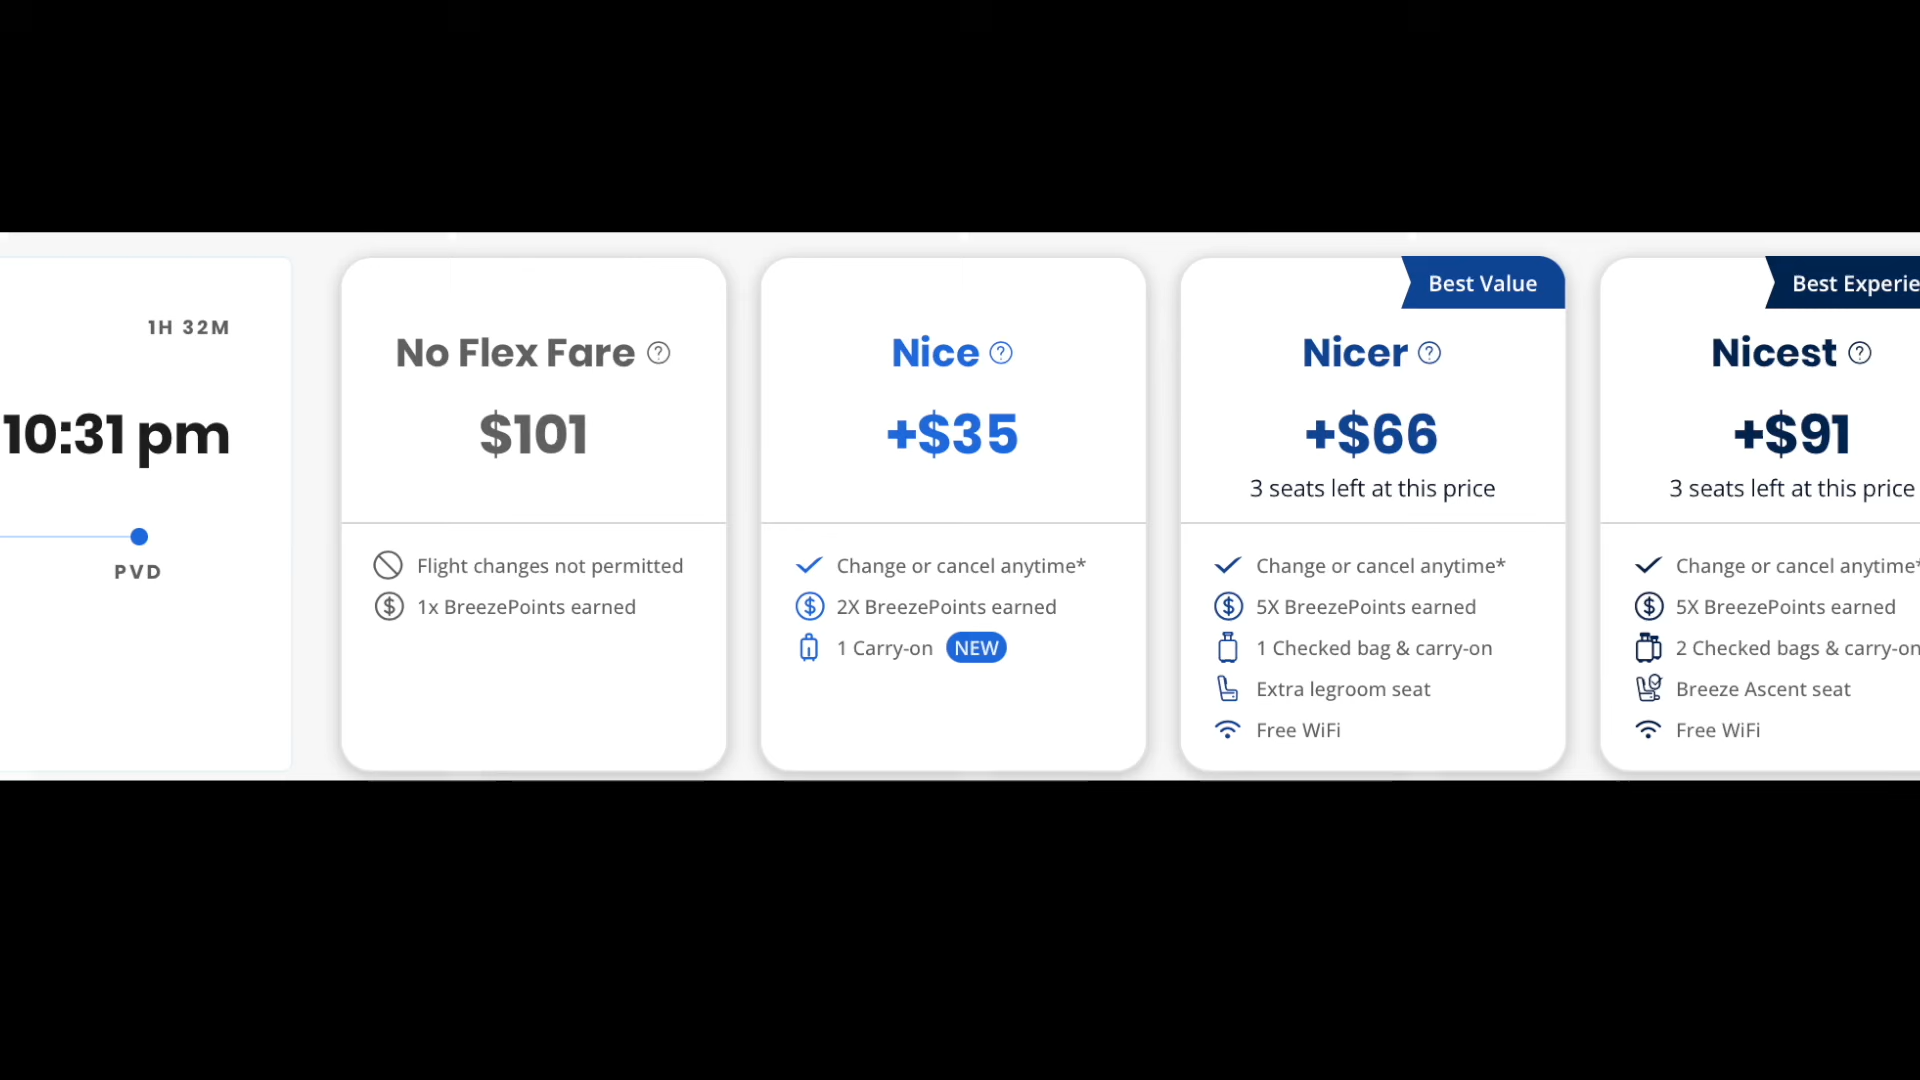 1H 32M
10:31 pm
PVD
No Flex Fare ?
$101
Flight changes not permitted
$ 1x BreezePoints earned
Nice ?
+$35
Change or cancel anytime*
$ 2X BreezePoints earned
1 Carry-on NEW
Best Value
Nicer ?
+$66
3 seats left at this price
Change or cancel anytime*
$ 5X BreezePoints earned
1 Checked bag & carry-on
Extra legroom seat
Free WiFi
Best Experie
Nicest ?
+$91
3 seats left at this price
Change or cancel anytime*
$ 5X BreezePoints earned
2 Checked bags & carry-on
Breeze Ascent seat
Free WiFi